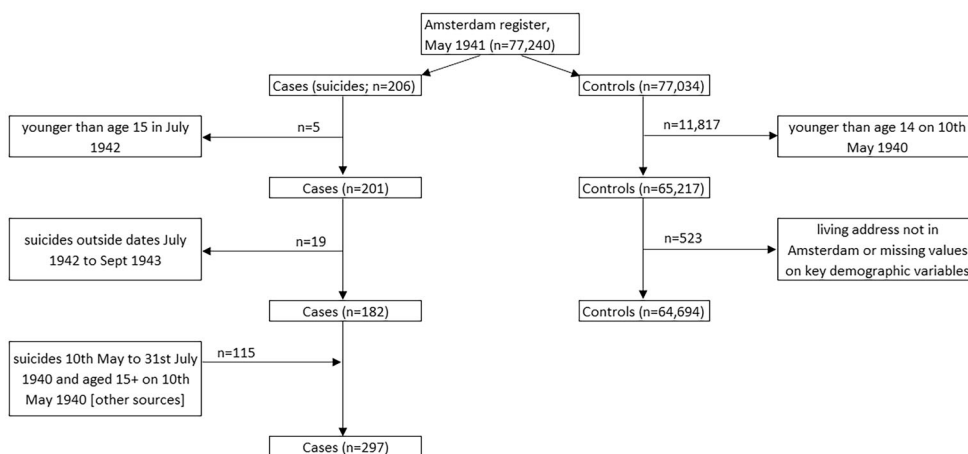 Amsterdam register,
May 1941 (n=77,240)
Cases (suicides; n=206)
Controls (n=77,034)
younger than age 15 in July
1942
n=5
n=11,817
younger than age 14 on 10th
May 1940
Cases (n=201)
Controls (n=65,217)
suicides outside dates July
1942 to Sept 1943
n=19
n=523
living address not in
Amsterdam or missing values
on key demographic variables
Cases (n=182)
Controls (n=64,694)
suicides 10th May to 31st July
1940 and aged 15+ on 10th
May 1940 [other sources]
n=115
Cases (n=297)